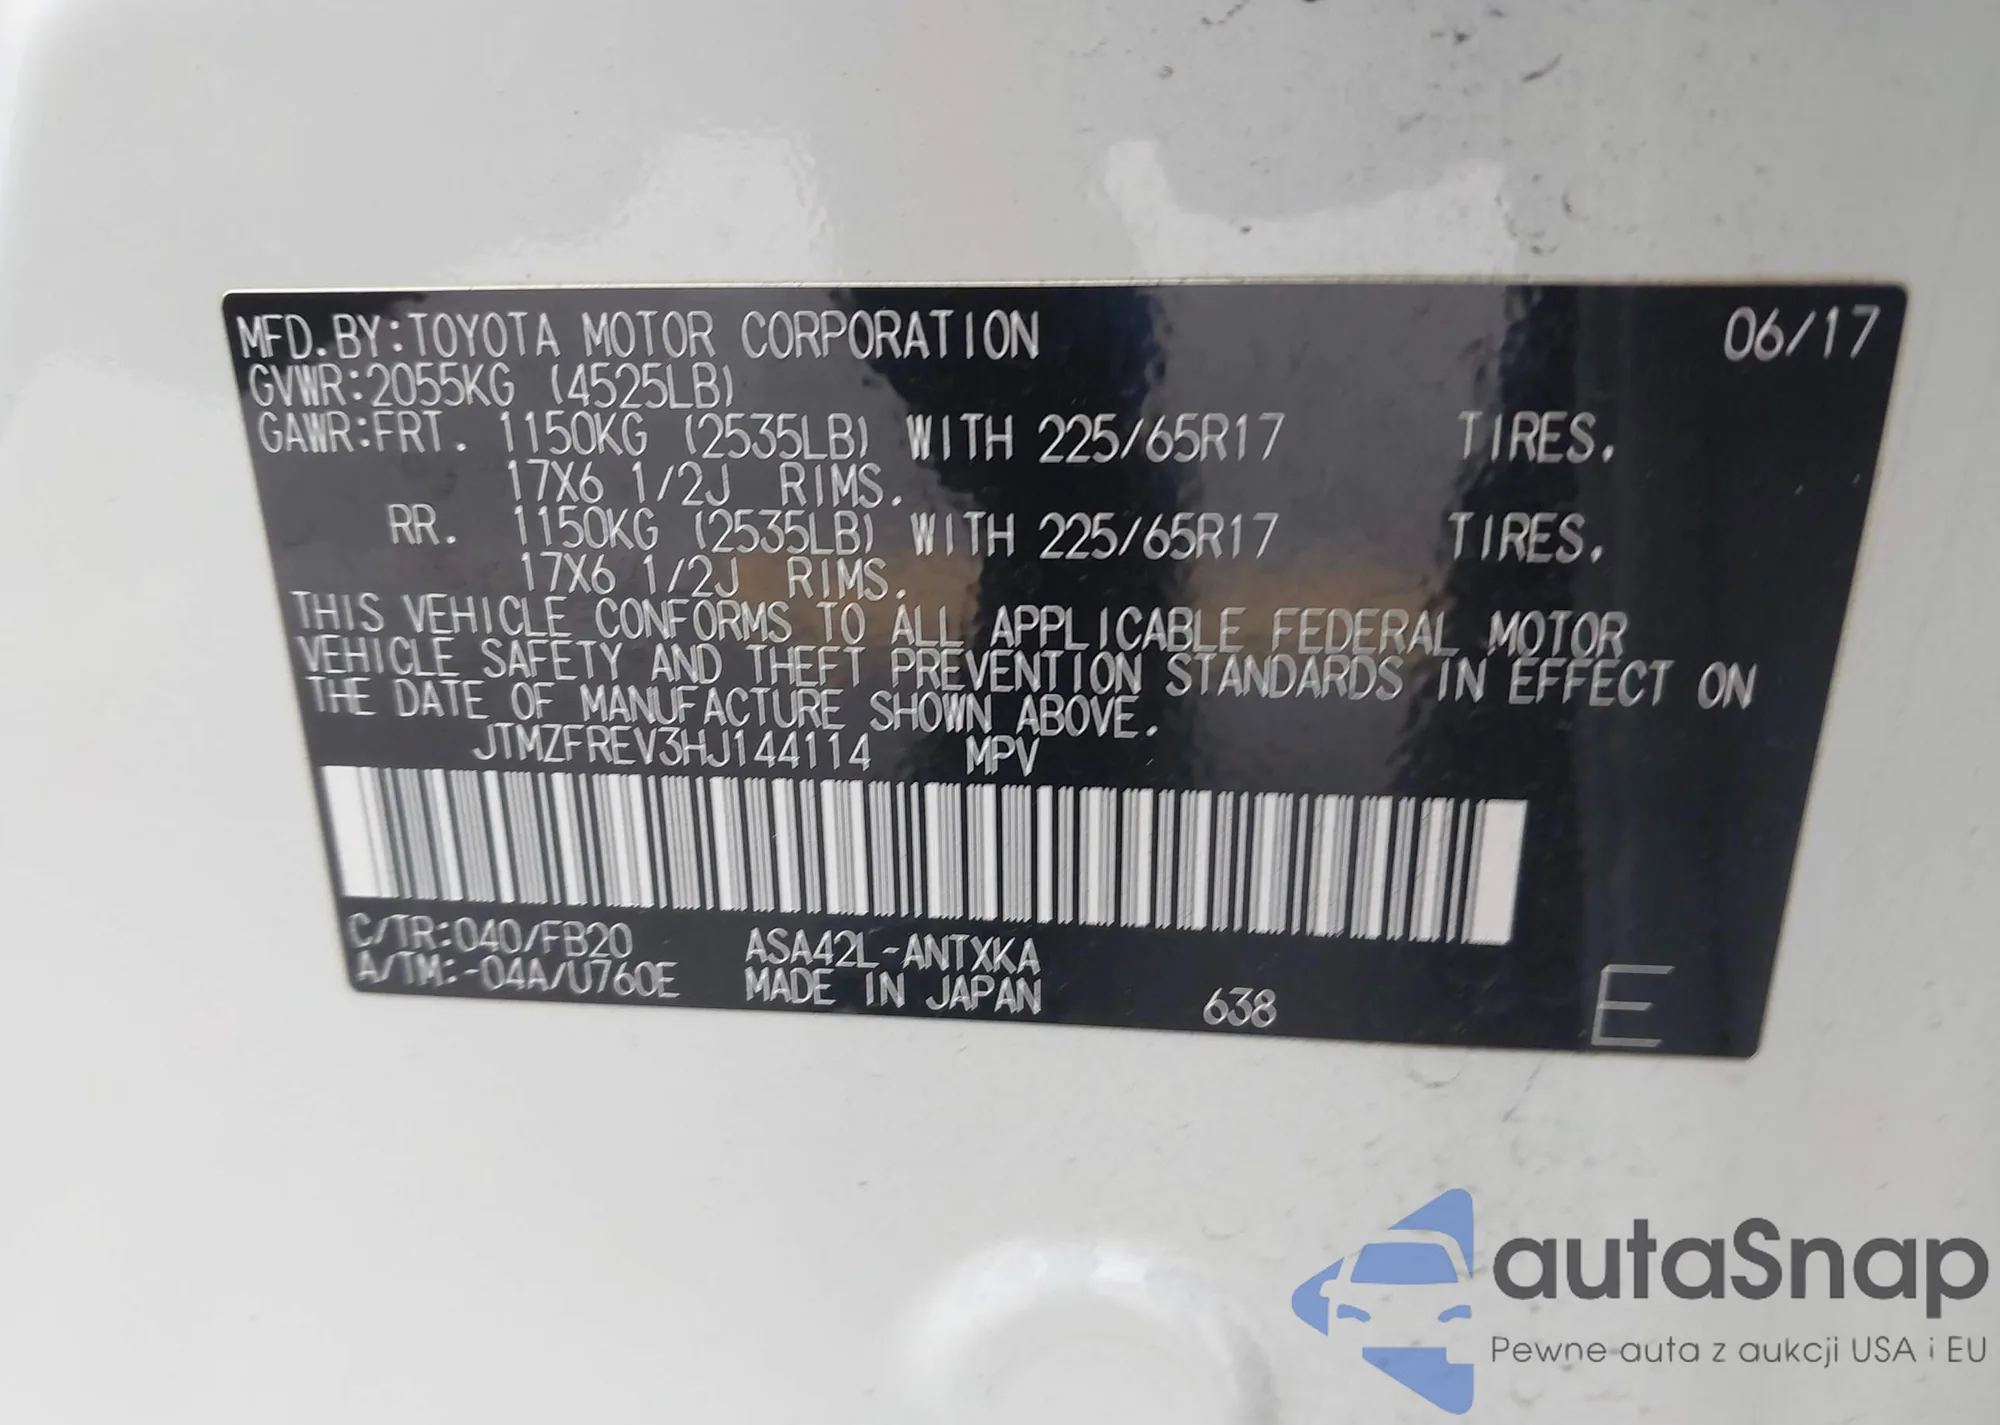 MFD.BY:TOYOTA MOTOR CORPORATION 06/17
GVWR:2055KG (4525LB)
GAWR:FRT. 1150KG (2535LB) WITH 225/65R17 TIRES.
17X6 1/2J RIMS.
RR. 1150KG (2535LB) WITH 225/65R17 TIRES.
17X6 1/2J RIMS.
THIS VEHICLE CONFORMS TO ALL APPLICABLE FEDERAL MOTOR
VEHICLE SAFETY AND THEFT PREVENTION STANDARDS IN EFFECT ON
THE DATE OF MANUFACTURE SHOWN ABOVE.
JTMZFREV3HJ144114 MPV
C/TR:040/FB20 ASA42L-ANTXKA
A/TM:-04A/U760E MADE IN JAPAN 638 E
autaSnap
Pewne auta z aukcji USA i EU